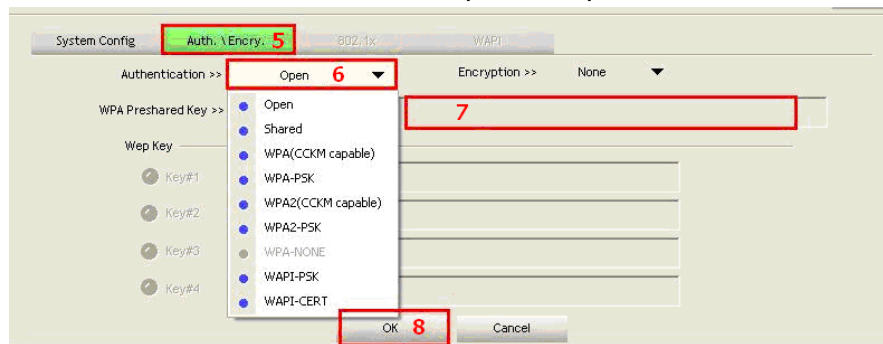 System Config Auth. \ Encry. 5 802.1x WAPI
Authentication >> Open 6 Encryption >> None
WPA Preshared Key >> 7
Open
Shared
Wep Key
WPA(CCKM capable)
Key#1 WPA-PSK
WPA2(CCKM capable)
Key#2
WPA2-PSK
Key#3 WPA-NONE
WAPI-PSK
Key#4
WAPI-CERT
OK 8 Cancel